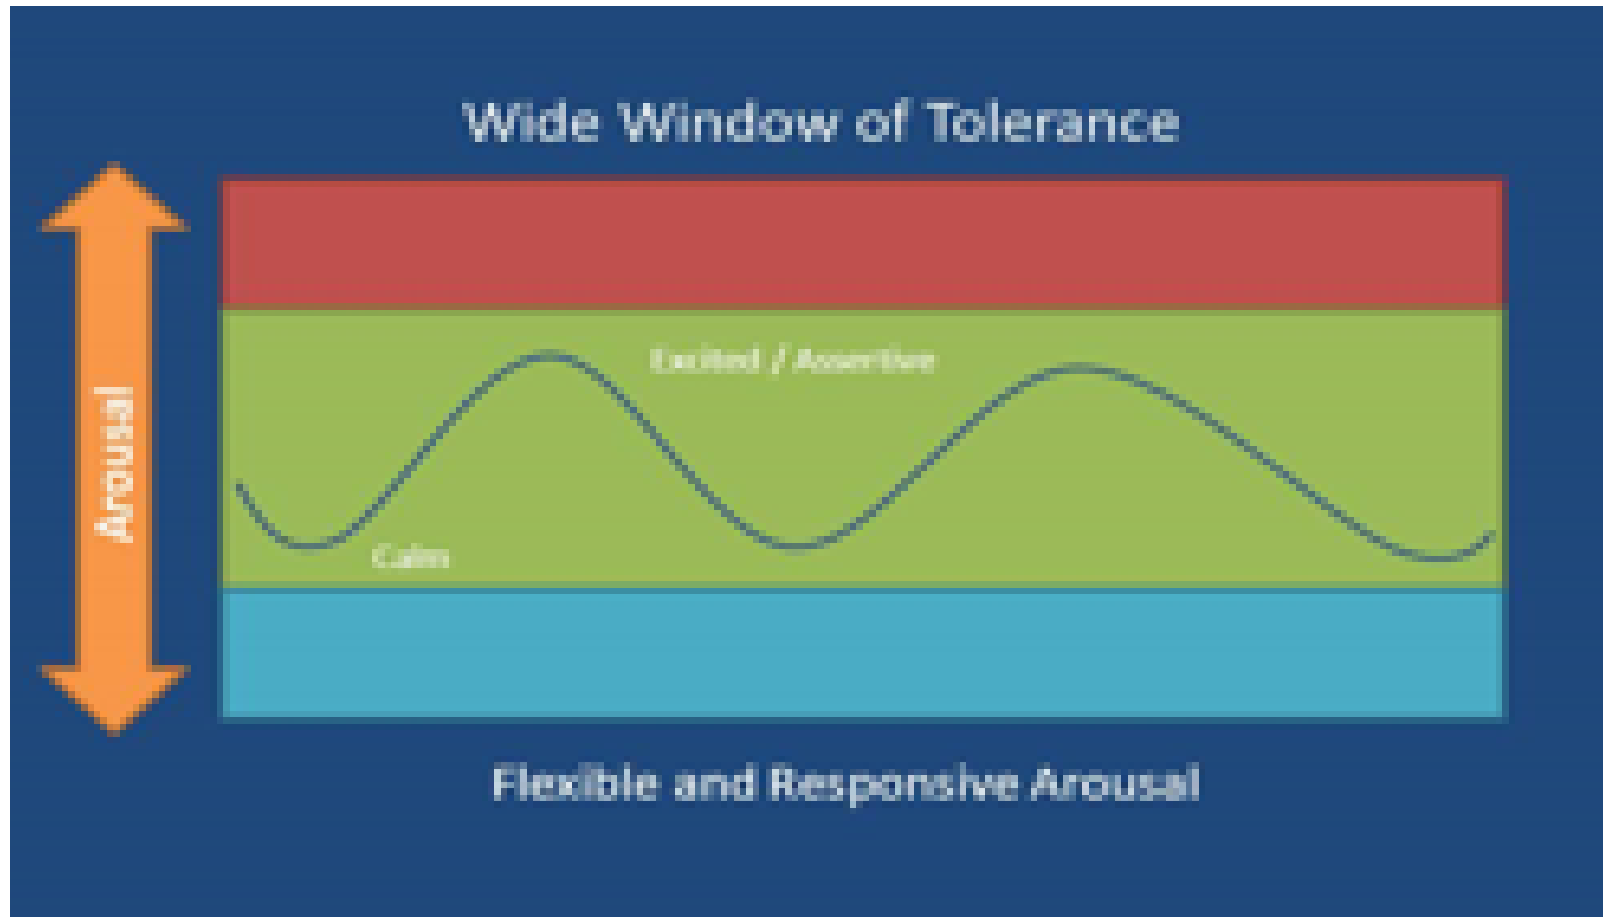 Wide Window of Tolerance
Arousal
Excited / Assertive
Calm
Flexible and Responsive Arousal